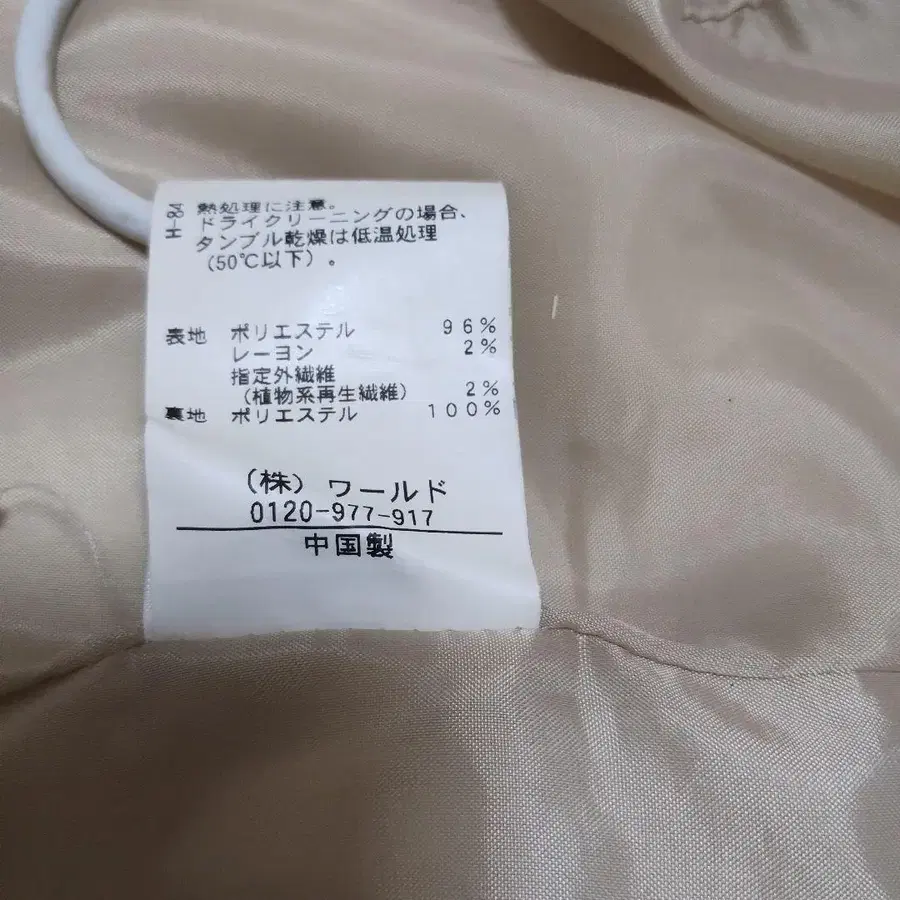 H-84
熱処理に注意。
ドライクリーニングの場合、
タンブル乾燥は低温処理
(50℃以下)。
表地 ポリエステル 96%
レーヨン 2%
指定外繊維
(植物系再生繊維) 2%
裏地 ポリエステル 100%
(株) ワールド
0120-977-917
中国製